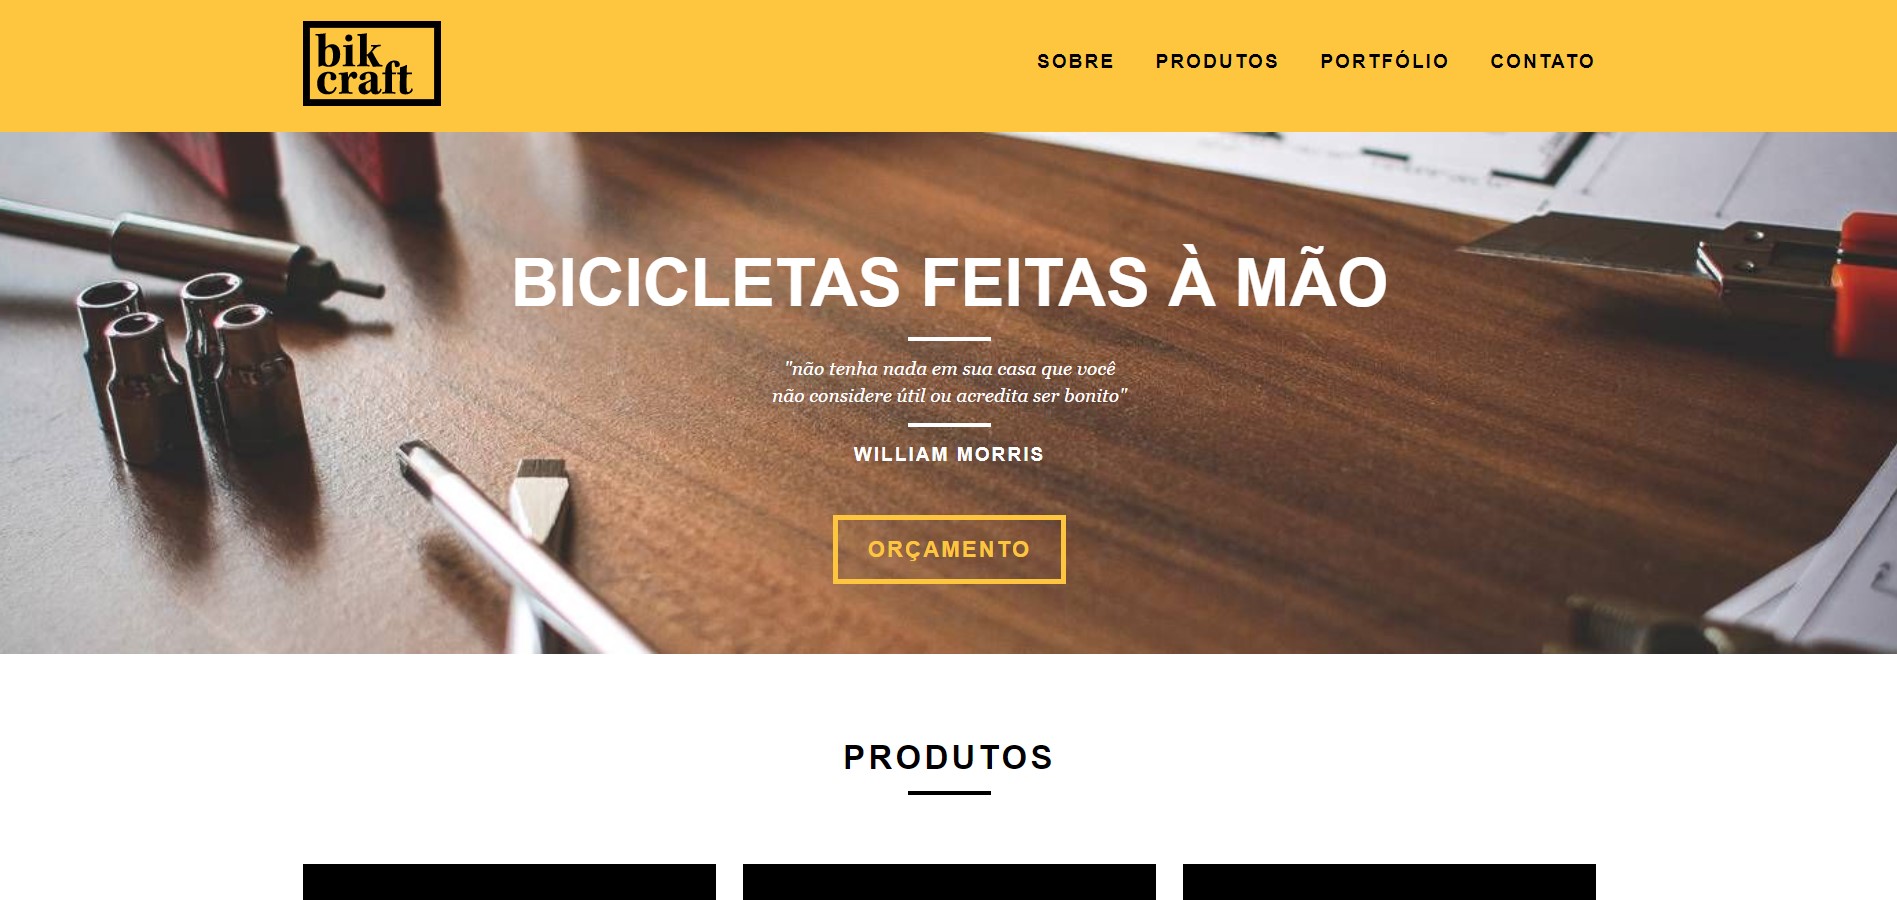 bik
craft
SOBRE PRODUTOS PORTFÓLIO CONTATO
BICICLETAS FEITAS À MÃO
"não tenha nada em sua casa que você
não considere útil ou acredita ser bonito"
WILLIAM MORRIS
ORÇAMENTO
PRODUTOS